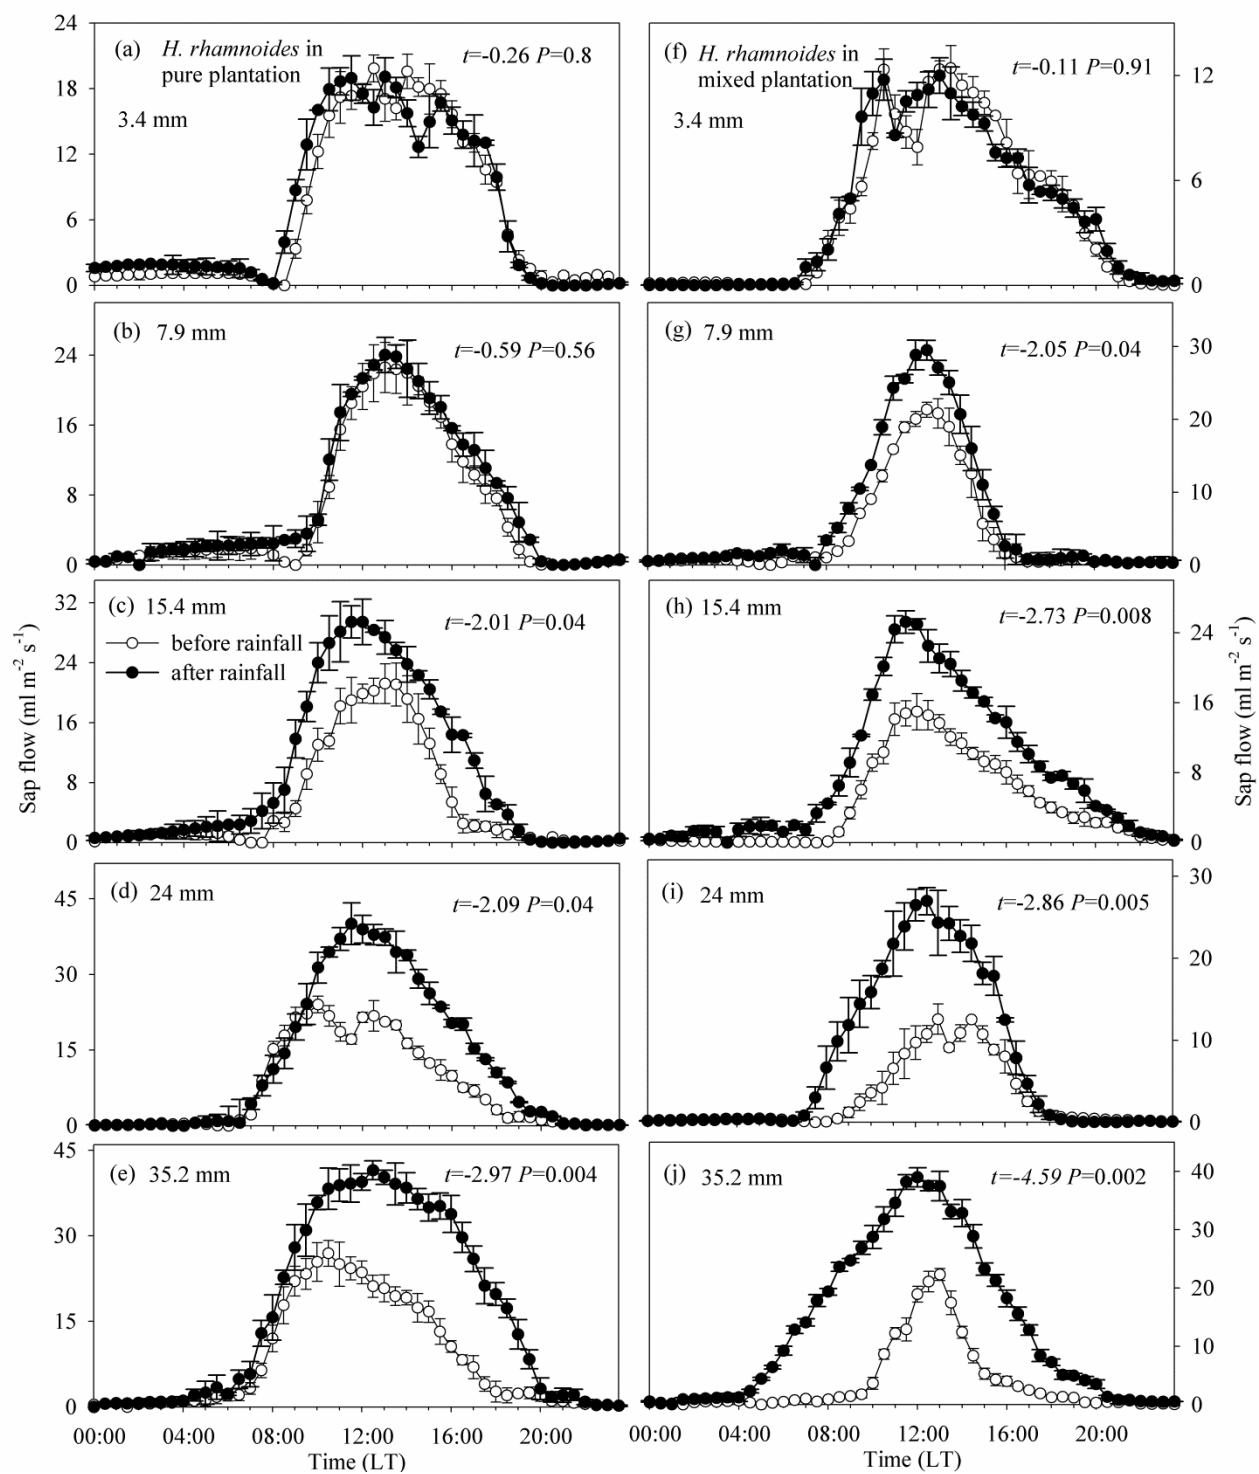 24
18
12
6
0
(a) H. rhamnoides in
pure plantation
3.4 mm
t=-0.26 P=0.8
(f) H. rhamnoides in
mixed plantation
3.4 mm
t=-0.11 P=0.91
12
6
0
24
16
8
0
(b) 7.9 mm
t=-0.59 P=0.56
(g) 7.9 mm
t=-2.05 P=0.04
30
20
10
0
Sap flow (ml m-2 s-1)
32
24
16
8
0
(c) 15.4 mm
t=-2.01 P=0.04
before rainfall
after rainfall
(h) 15.4 mm
t=-2.73 P=0.008
24
16
8
0
Sap flow (ml m-2 s-1)
45
30
15
0
(d) 24 mm
t=-2.09 P=0.04
(i) 24 mm
t=-2.86 P=0.005
30
20
10
0
45
30
15
0
(e) 35.2 mm
t=-2.97 P=0.004
(j) 35.2 mm
t=-4.59 P=0.002
40
30
20
10
0
00:00 04:00 08:00 12:00 16:00 20:00
Time (LT)
00:00 04:00 08:00 12:00 16:00 20:00
Time (LT)